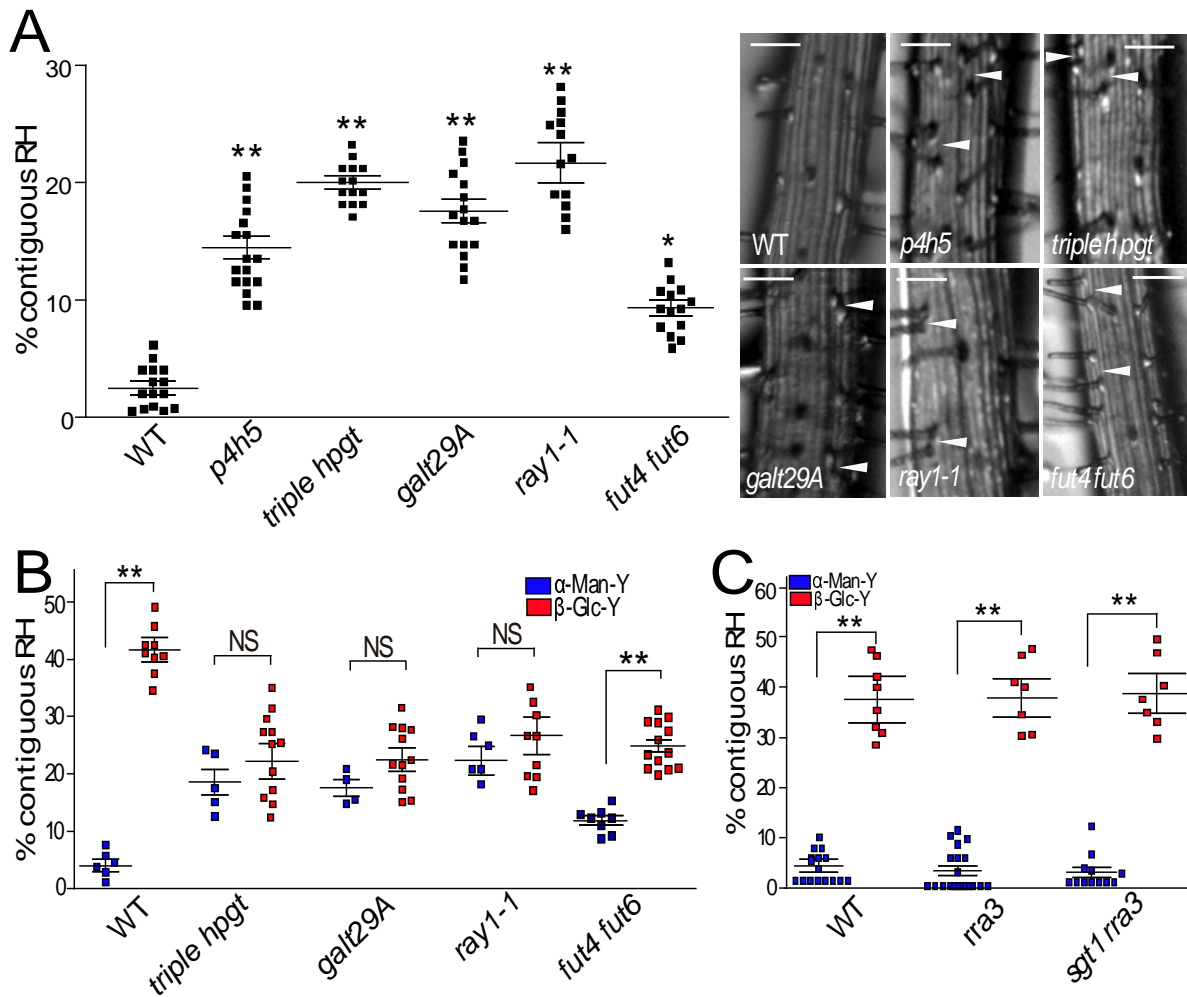 A
% contiguous RH
30
20
10
0
**
**
**
**
*
WT
p4h5
triple hpgt
galt29A
ray1-1
fut4 fut6
WT
p4h5
triple hpgt
galt29A
ray1-1
fut4 fut6
B
% contiguous RH
50
40
30
20
10
0
α-Man-Y
β-Glc-Y
**
NS
NS
NS
**
WT
triple hpgt
galt29A
ray1-1
fut4 fut6
C
% contiguous RH
60
50
40
30
20
10
0
α-Man-Y
β-Glc-Y
**
**
**
WT
rra3
sgt1 rra3